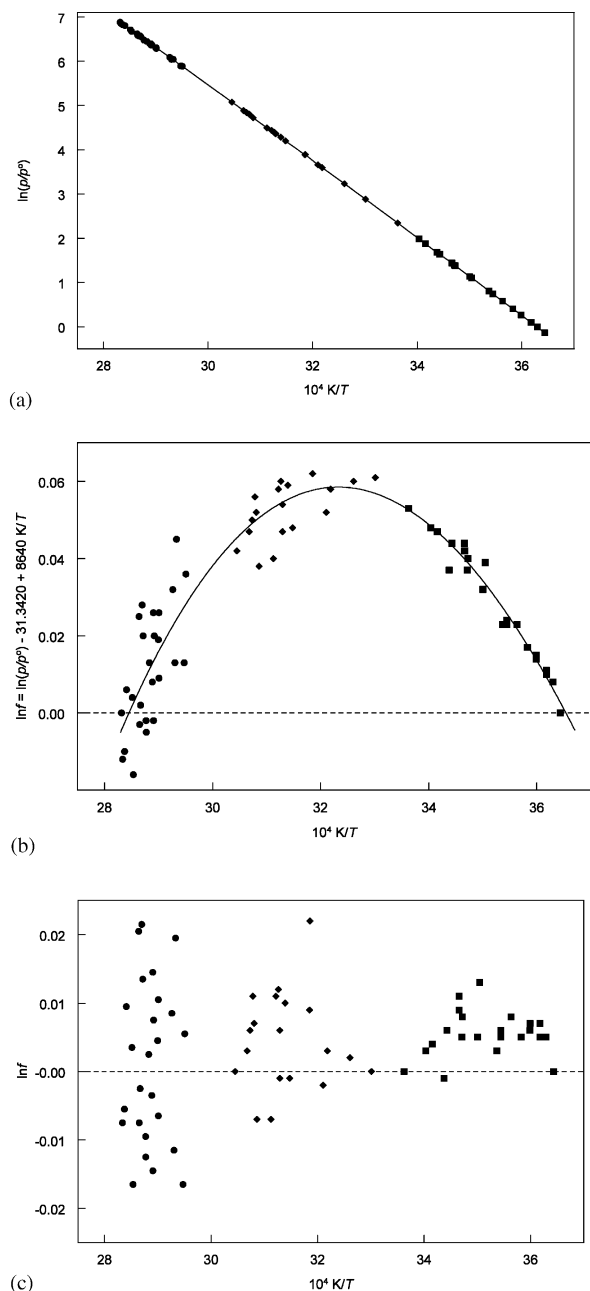 7
6
5
4
3
2
1
0
ln(p/p°)
28 30 32 34 36
10⁴ K/T
(a)
0.06
0.04
0.02
0.00
lnf = ln(p/p°) - 31.3420 + 8640 K/T
28 30 32 34 36
10⁴ K/T
(b)
0.02
0.01
-0.00
-0.01
-0.02
lnf
28 30 32 34 36
10⁴ K/T
(c)